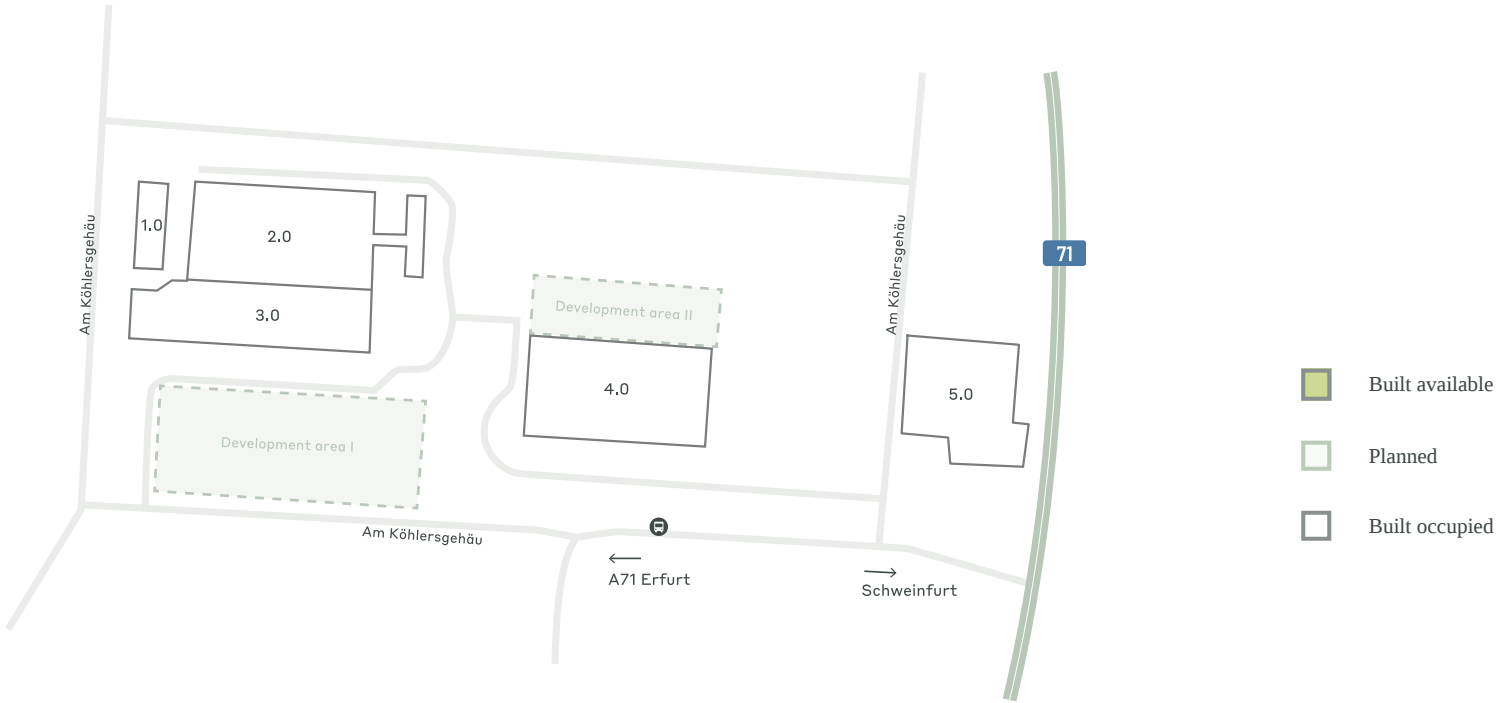 Am Köhlersgehäu
1.0
2.0
3.0
Development area I
Development area II
4.0
Am Köhlersgehäu
5.0
71
Am Köhlersgehäu
A71 Erfurt
Schweinfurt
Built available
Planned
Built occupied